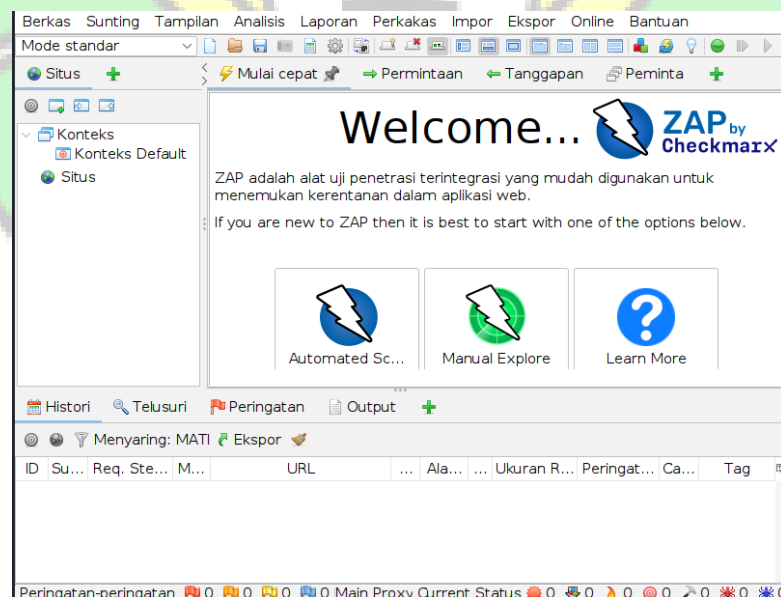 Berkas Sunting Tampilan Analisis Laporan Perkakas Impor Ekspor Online Bantuan
Mode standar
Situs
Mulai cepat Permintaan Tanggapan Peminta
Konteks
Konteks Default
Situs
Welcome...
ZAP by
Checkmarx
ZAP adalah alat uji penetrasi terintegrasi yang mudah digunakan untuk
menemukan kerentanan dalam aplikasi web.
If you are new to ZAP then it is best to start with one of the options below.
Automated Sc... Manual Explore Learn More
Histori Telusuri Peringatan Output
Menyaring: MATI Ekspor
ID Su... Req. Ste... M... URL ... Ala... ... Ukuran R... Peringat... Ca... Tag
Peringatan-peringatan 0 0 0 0 Main Proxy Current Status 0 0 0 0 0 0 0